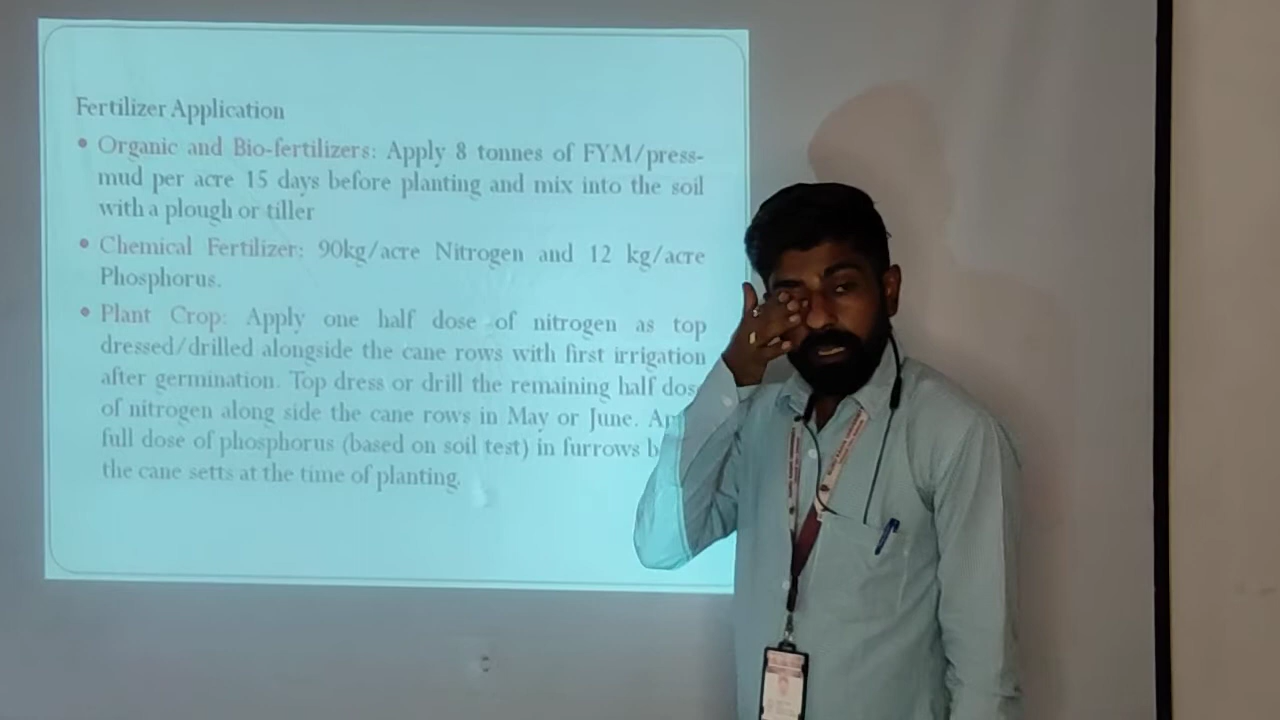 Fertilizer Application
• Organic and Bio-fertilizers: Apply 8 tonnes of FYM/press-
mud per acre 15 days before planting and mix into the soil
with a plough or tiller
• Chemical Fertilizer: 90kg/acre Nitrogen and 12 kg/acre
Phosphorus.
• Plant Crop: Apply one half dose of nitrogen as top
dressed/drilled alongside the cane rows with first irrigation
after germination. Top dress or drill the remaining half dose
of nitrogen along side the cane rows in May or June.
full dose of phosphorus (based on soil test) in furrows
the cane setts at the time of planting.